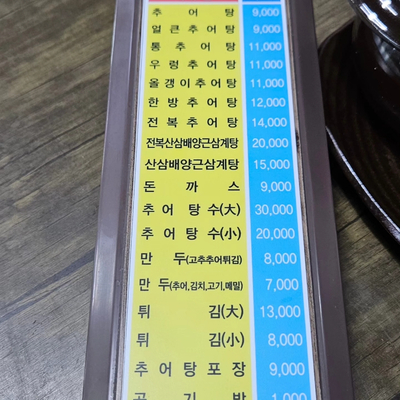 추어탕 9,000
얼큰추어탕 9,000
통추어탕 11,000
우렁추어탕 11,000
올갱이추어탕 11,000
한방추어탕 12,000
전복추어탕 14,000
전복산삼배양근삼계탕 20,000
산삼배양근삼계탕 15,000
돈까스 9,000
추어탕수(大) 30,000
추어탕수(小) 20,000
만두(고추추어튀김) 8,000
만두(추어,김치,고기,메밀) 7,000
튀김(大) 13,000
튀김(小) 8,000
추어탕포장 9,000
공기밥 1,000